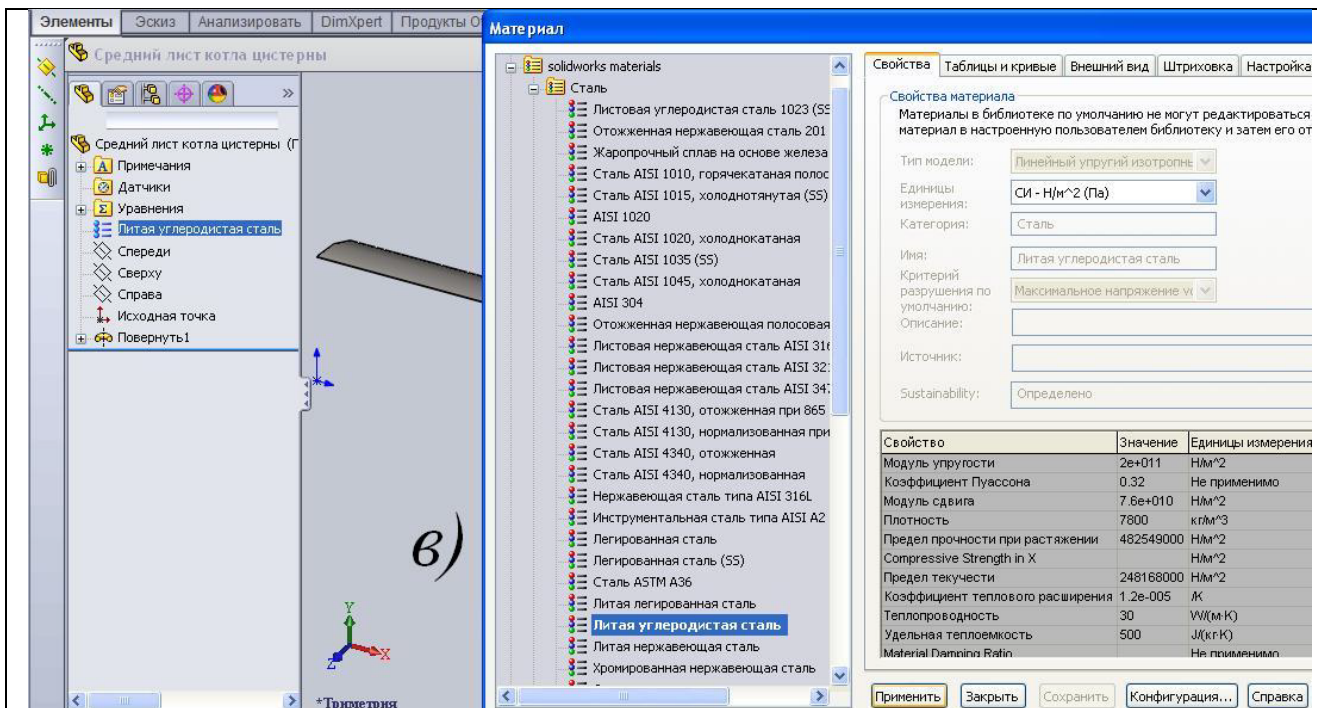 Элементы Эскиз Анализировать DimXpert Продукты O
Средний лист котла цистерны
Средний лист котла цистерны (П
Примечания
Датчики
Уравнения
Литая углеродистая сталь
Спереди
Сверху
Справа
Исходная точка
Повернуть1
в)
Y
X
Z
*Триметрия
Материал
solidworks materials
Сталь
Листовая углеродистая сталь 1023 (SS
Отожженная нержавеющая сталь 201
Жаропрочный сплав на основе железа
Сталь AISI 1010, горячекатаная полос
Сталь AISI 1015, холоднотянутая (SS)
AISI 1020
Сталь AISI 1020, холоднокатаная
Сталь AISI 1035 (SS)
Сталь AISI 1045, холоднокатаная
AISI 304
Отожженная нержавеющая полосовая
Листовая нержавеющая сталь AISI 316
Листовая нержавеющая сталь AISI 32
Листовая нержавеющая сталь AISI 347
Сталь AISI 4130, отожженная при 865
Сталь AISI 4130, нормализованная при
Сталь AISI 4340, отожженная
Сталь AISI 4340, нормализованная
Нержавеющая сталь типа AISI 316L
Инструментальная сталь типа AISI A2
Легированная сталь
Легированная сталь (SS)
Сталь ASTM A36
Литая легированная сталь
Литая углеродистая сталь
Литая нержавеющая сталь
Хромированная нержавеющая сталь
Свойства Таблицы и кривые Внешний вид Штриховка Настройка
Свойства материала
Материалы в библиотеке по умолчанию не могут редактироваться
материал в настроенную пользователем библиотеку и затем его от
Тип модели: Линейный упругий изотропн
Единицы измерения: СИ - Н/м^2 (Па)
Категория: Сталь
Имя: Литая углеродистая сталь
Критерий разрушения по умолчанию: Максимальное напряжение vo
Описание:
Источник:
Sustainability: Определено
Свойство Значение Единицы измерения
Модуль упругости 2e+011 Н/м^2
Коэффициент Пуассона 0.32 Не применимо
Модуль сдвига 7.6e+010 Н/м^2
Плотность 7800 кг/м^3
Предел прочности при растяжении 482549000 Н/м^2
Compressive Strength in X Н/м^2
Предел текучести 248168000 Н/м^2
Коэффициент теплового расширения 1.2e-005 /K
Теплопроводность 30 W/(м·K)
Удельная теплоемкость 500 J/(кг·K)
Material Damping Ratio Не применимо
Применить Закрыть Сохранить Конфигурация... Справка